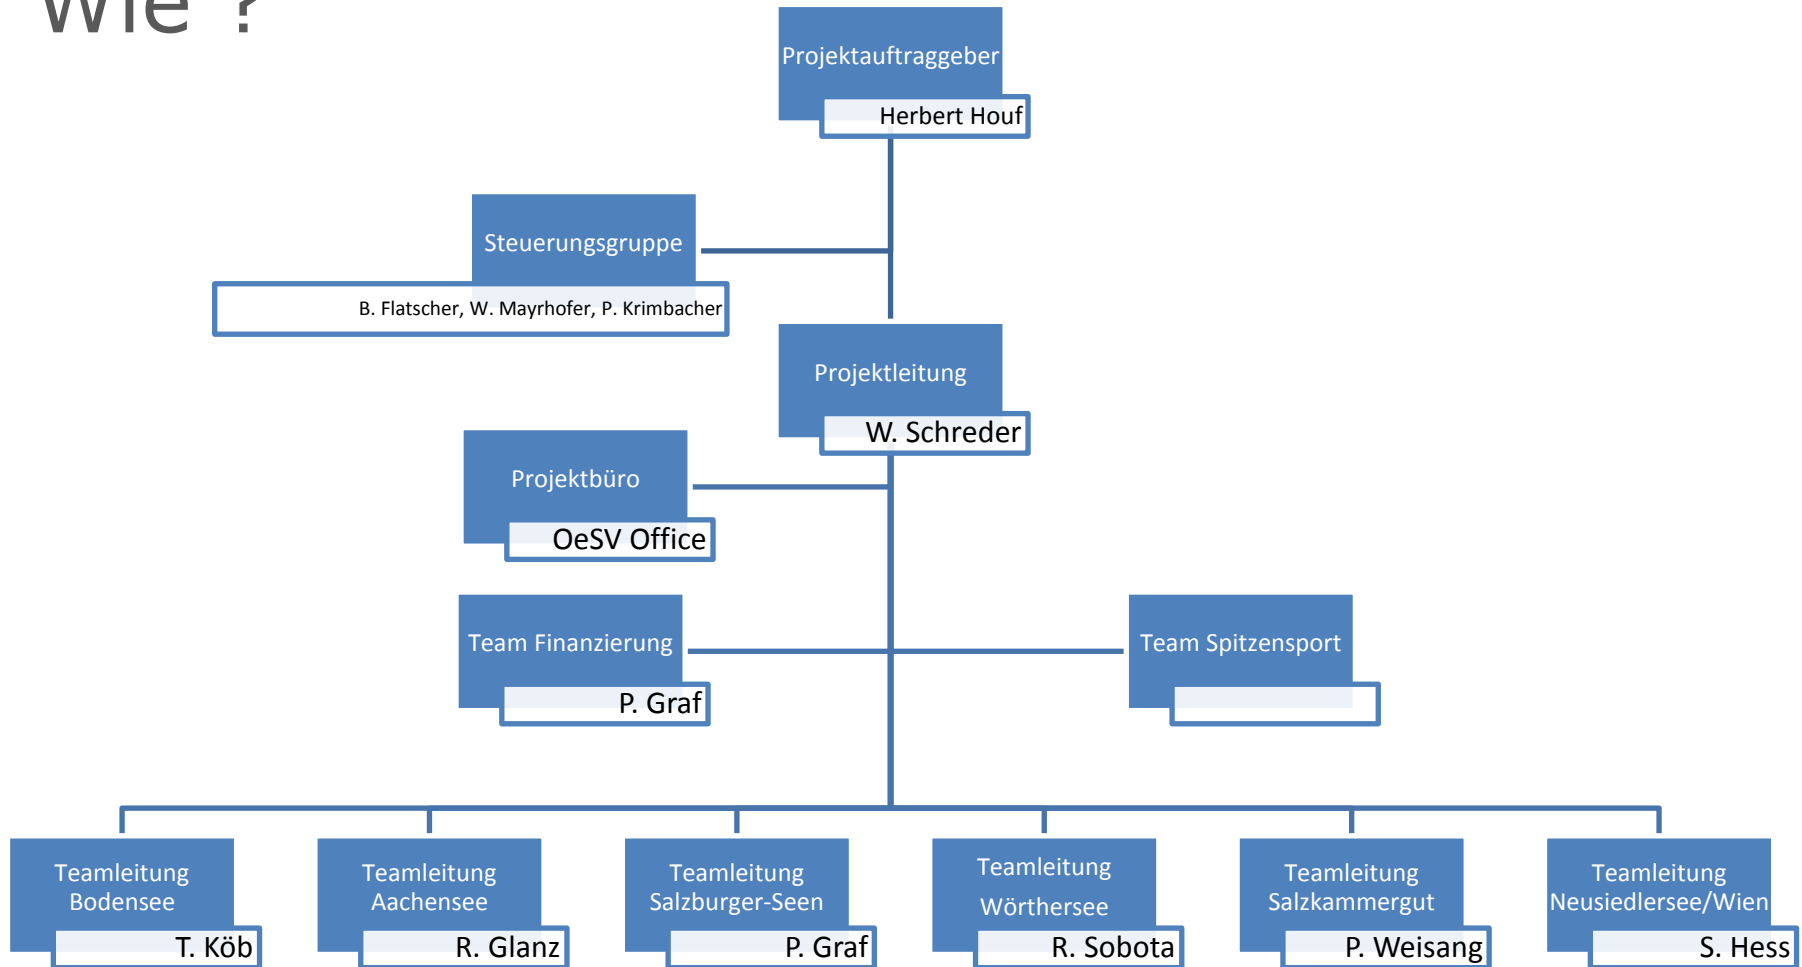 Wie ?
Projektauftraggeber
Herbert Houf
Steuerungsgruppe
B. Flatscher, W. Mayrhofer, P. Krimbacher
Projektleitung
W. Schreder
Projektbüro
OeSV Office
Team Finanzierung
P. Graf
Team Spitzensport
Teamleitung
Bodensee
T. Köb
Teamleitung
Aachensee
R. Glanz
Teamleitung
Salzburger-Seen
P. Graf
Teamleitung
Wörthersee
R. Sobota
Teamleitung
Salzkammergut
P. Weisang
Teamleitung
Neusiedlersee/Wien
S. Hess